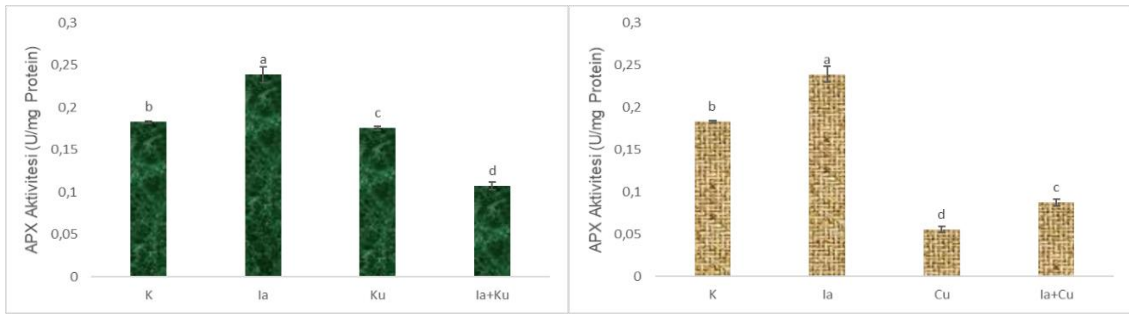 APX Aktivitesi (U/mg Protein)
0,3
0,25
0,2
0,15
0,1
0,05
0
b
a
c
d
K
Ia
Ku
Ia+Ku
APX Aktivitesi (U/mg Protein)
0,3
0,25
0,2
0,15
0,1
0,05
0
b
a
d
c
K
Ia
Cu
Ia+Cu